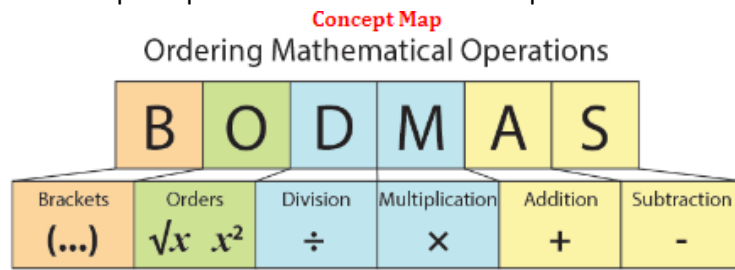 Concept Map
Ordering Mathematical Operations
B O D M A S
Brackets Orders Division Multiplication Addition Subtraction
(...) √x x² ÷ × + -